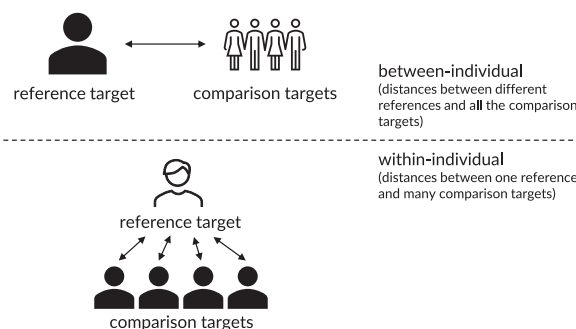 reference target
comparison targets
between-individual
(distances between different
references and all the comparison
targets)
within-individual
(distances between one reference
and many comparison targets)
reference target
comparison targets